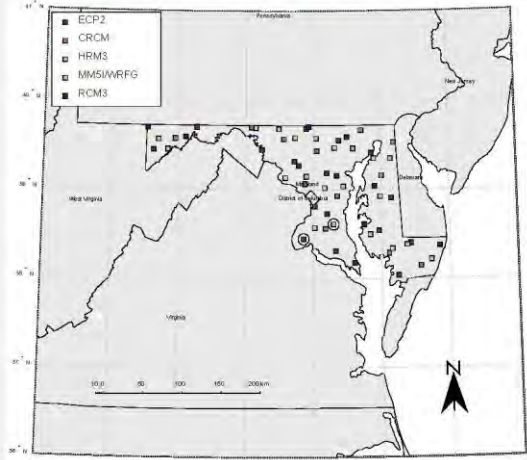 ECP2
CRCM
HRM3
MM5I/WRFG
RCM3
Pennsylvania
New Jersey
West Virginia
Maryland
Delaware
District of Columbia
Virginia
50
100
150
200 km
N